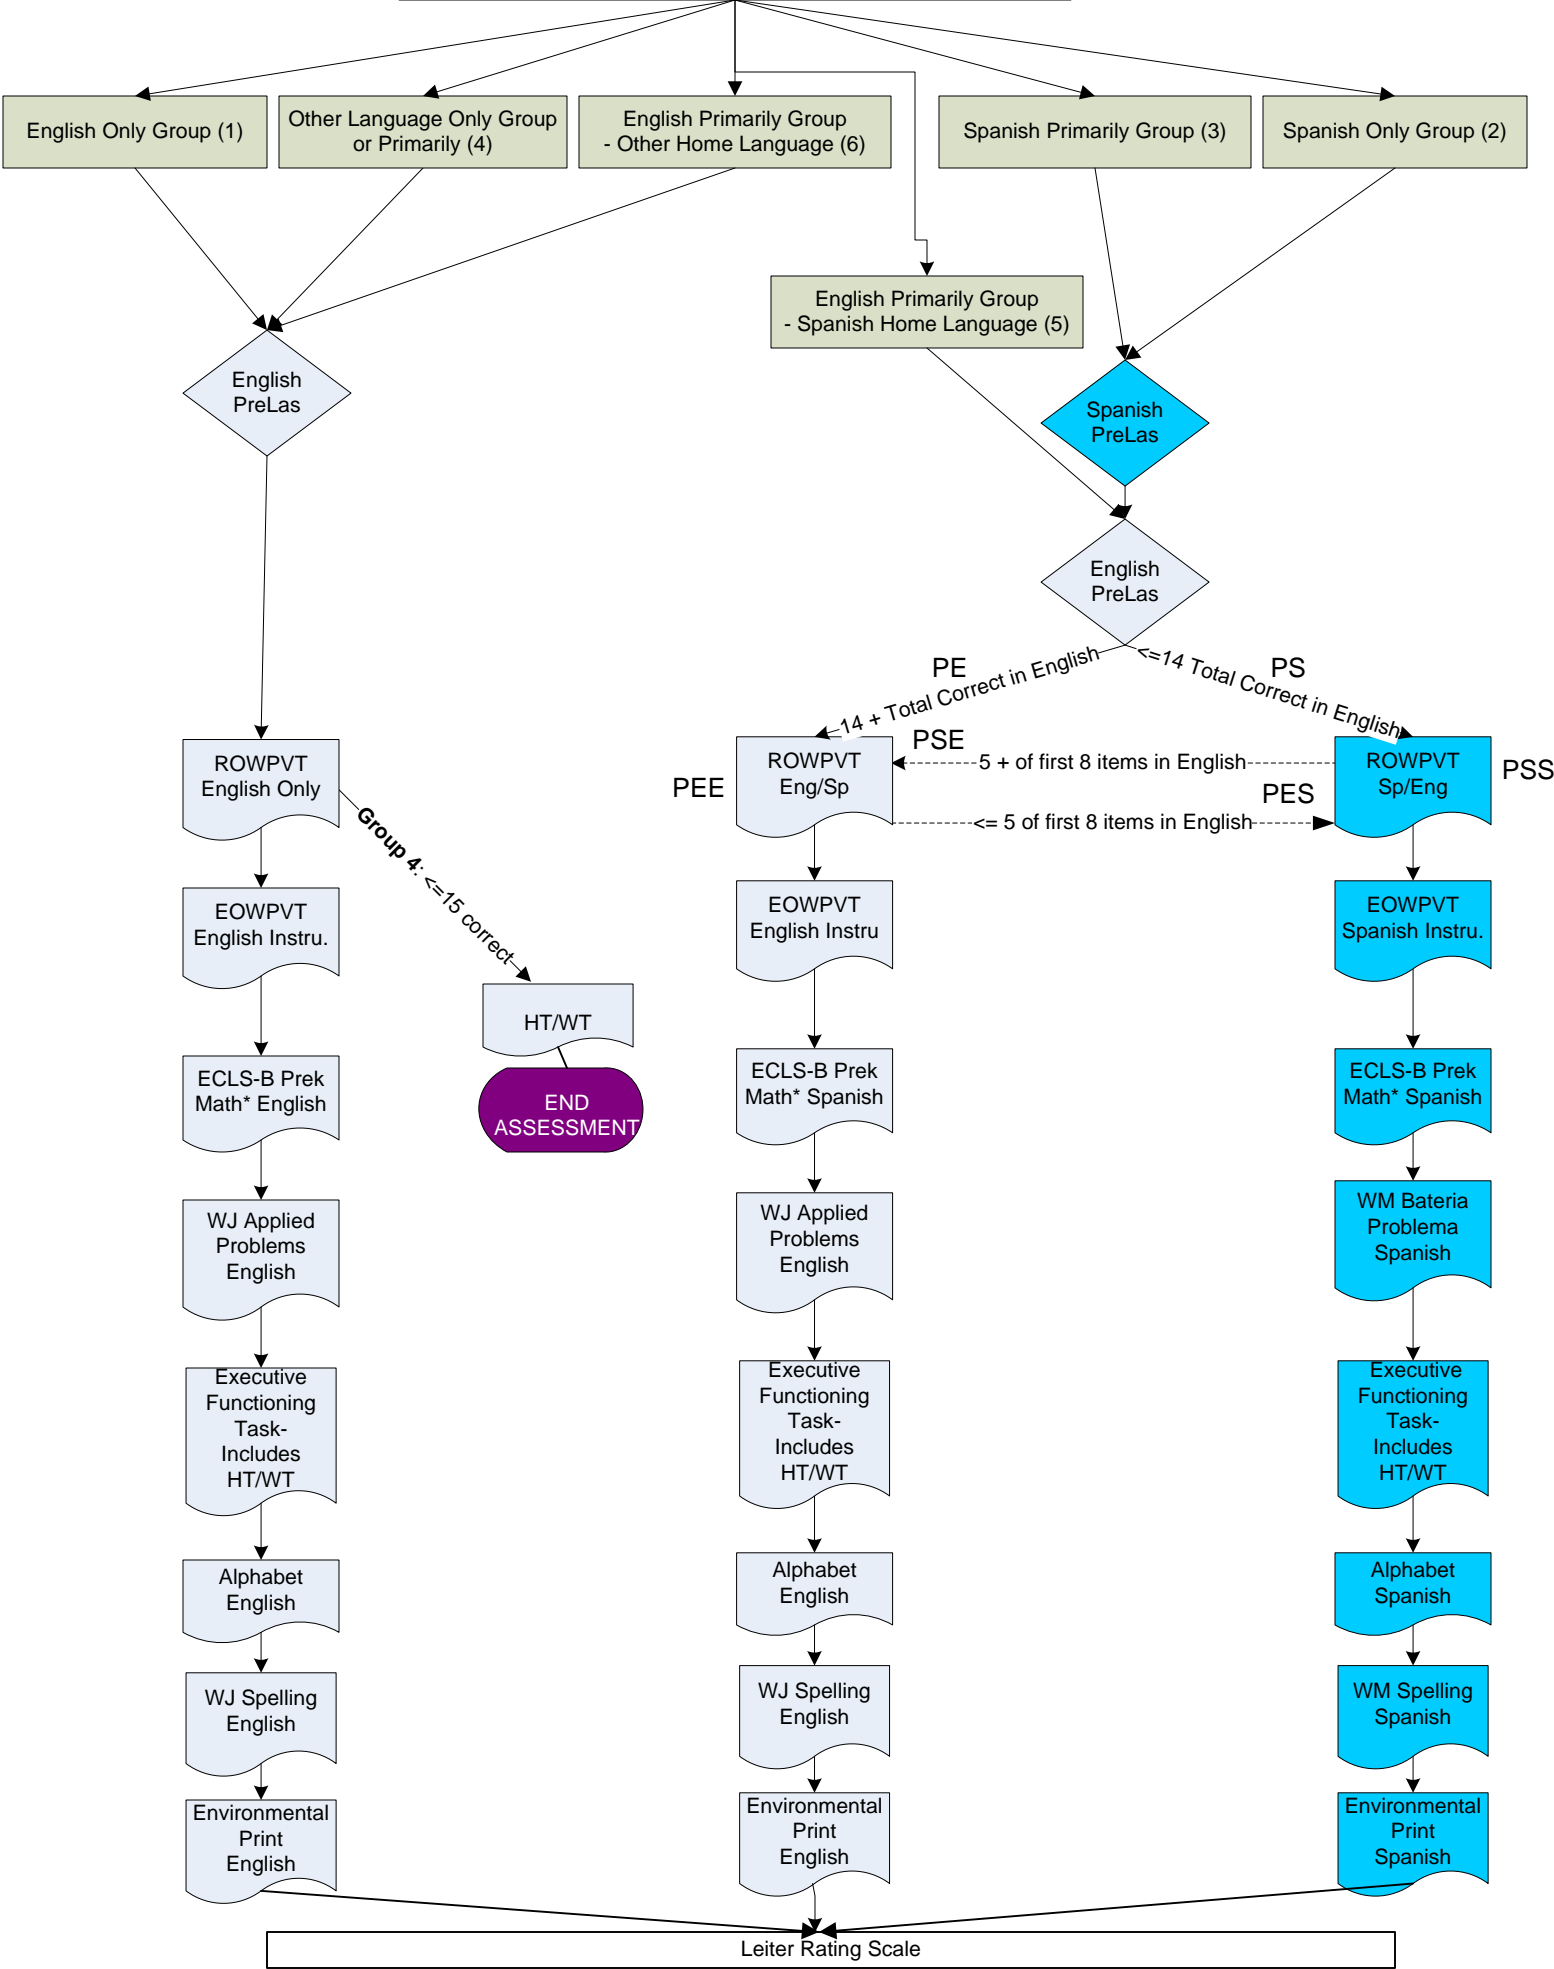 English Only Group (1)
Other Language Only Group
or Primarily (4)
English Primarily Group
- Other Home Language (6)
Spanish Primarily Group (3)
Spanish Only Group (2)
English Primarily Group
- Spanish Home Language (5)
English
PreLas
Spanish
PreLas
English
PreLas
PE
14 + Total Correct in English
PS
<=14 Total Correct in English
ROWPVT
English Only
Group 4: <=15 correct
PEE
ROWPVT
Eng/Sp
PSE
5 + of first 8 items in English
PES
<= 5 of first 8 items in English
ROWPVT
Sp/Eng
PSS
EOWPVT
English Instru.
EOWPVT
English Instru
EOWPVT
Spanish Instru.
HT/WT
END
ASSESSMENT
ECLS-B Prek
Math* English
ECLS-B Prek
Math* Spanish
ECLS-B Prek
Math* Spanish
WJ Applied
Problems
English
WJ Applied
Problems
English
WM Bateria
Problema
Spanish
Executive
Functioning
Task-
Includes
HT/WT
Executive
Functioning
Task-
Includes
HT/WT
Executive
Functioning
Task-
Includes
HT/WT
Alphabet
English
Alphabet
English
Alphabet
Spanish
WJ Spelling
English
WJ Spelling
English
WM Spelling
Spanish
Environmental
Print
English
Environmental
Print
English
Environmental
Print
Spanish
Leiter Rating Scale